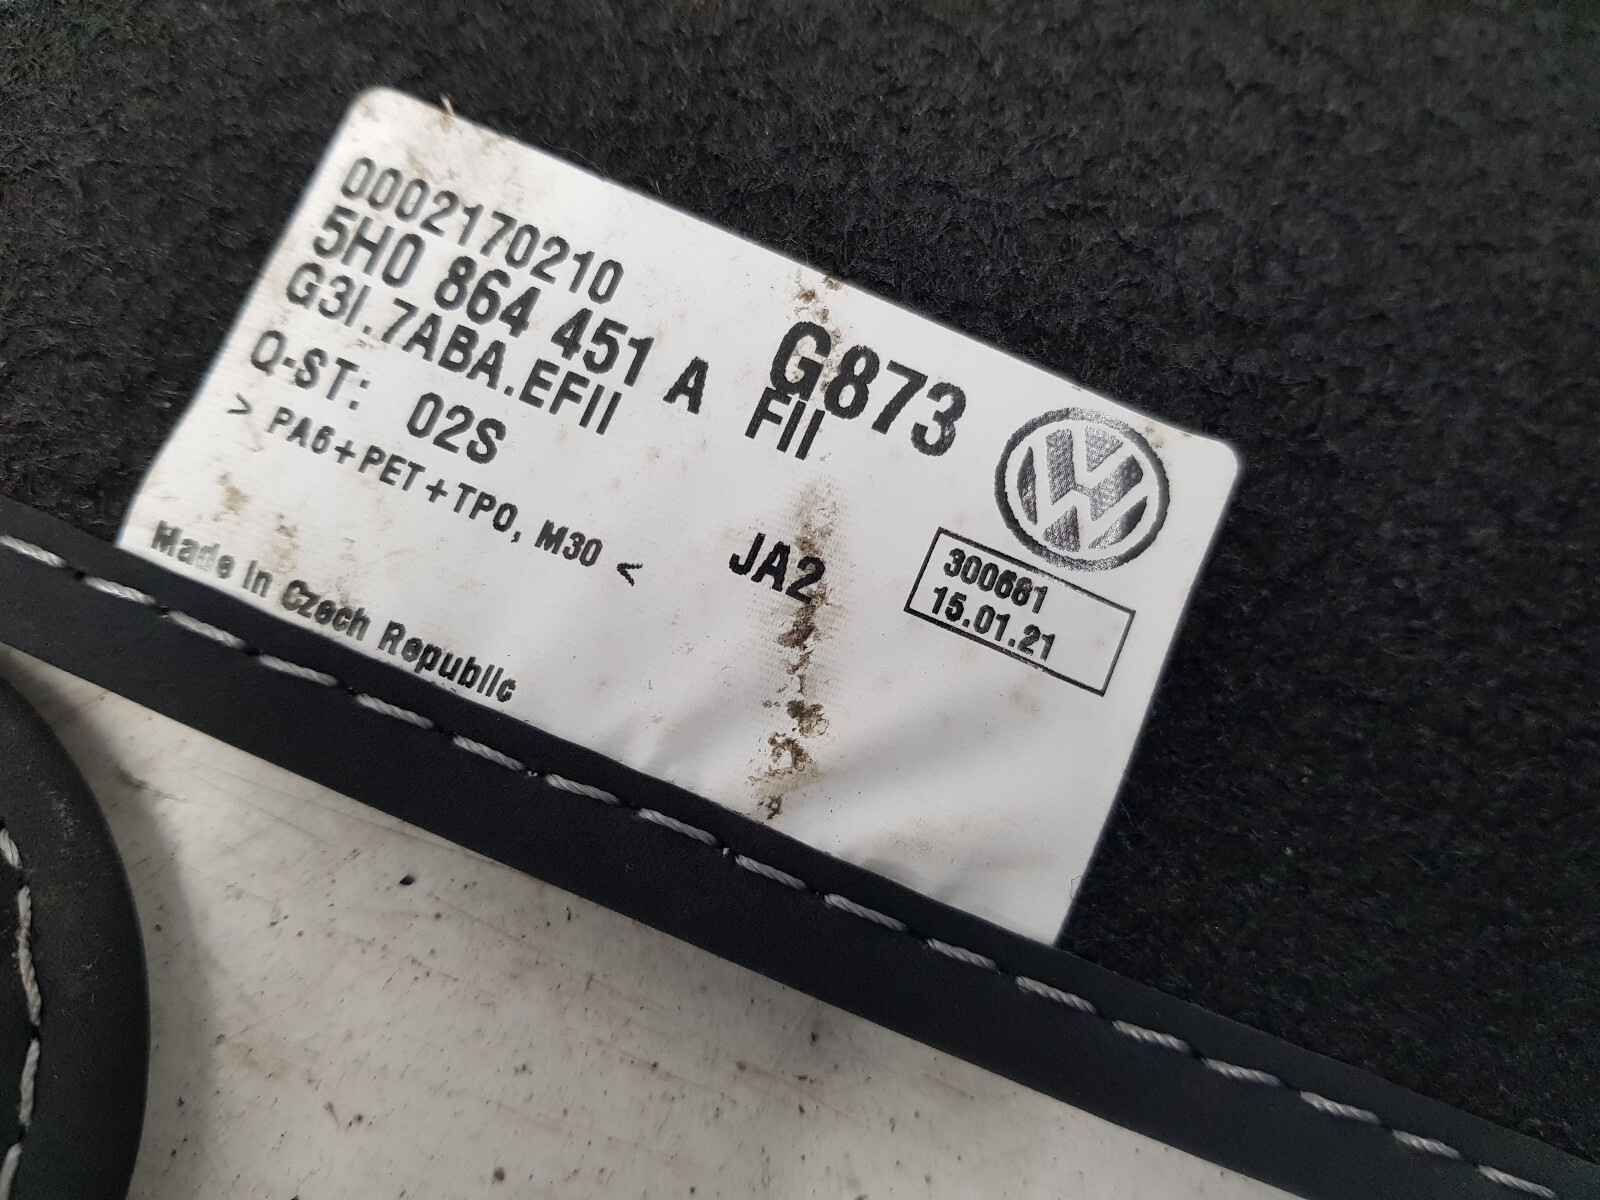 0002170210
5H0 864 451 A G873
G3I.7ABA.EFII FII
Q-ST: 02S
> PA6+PET+TPO, M30 < JA2
Made in Czech Republic
300681
15.01.21